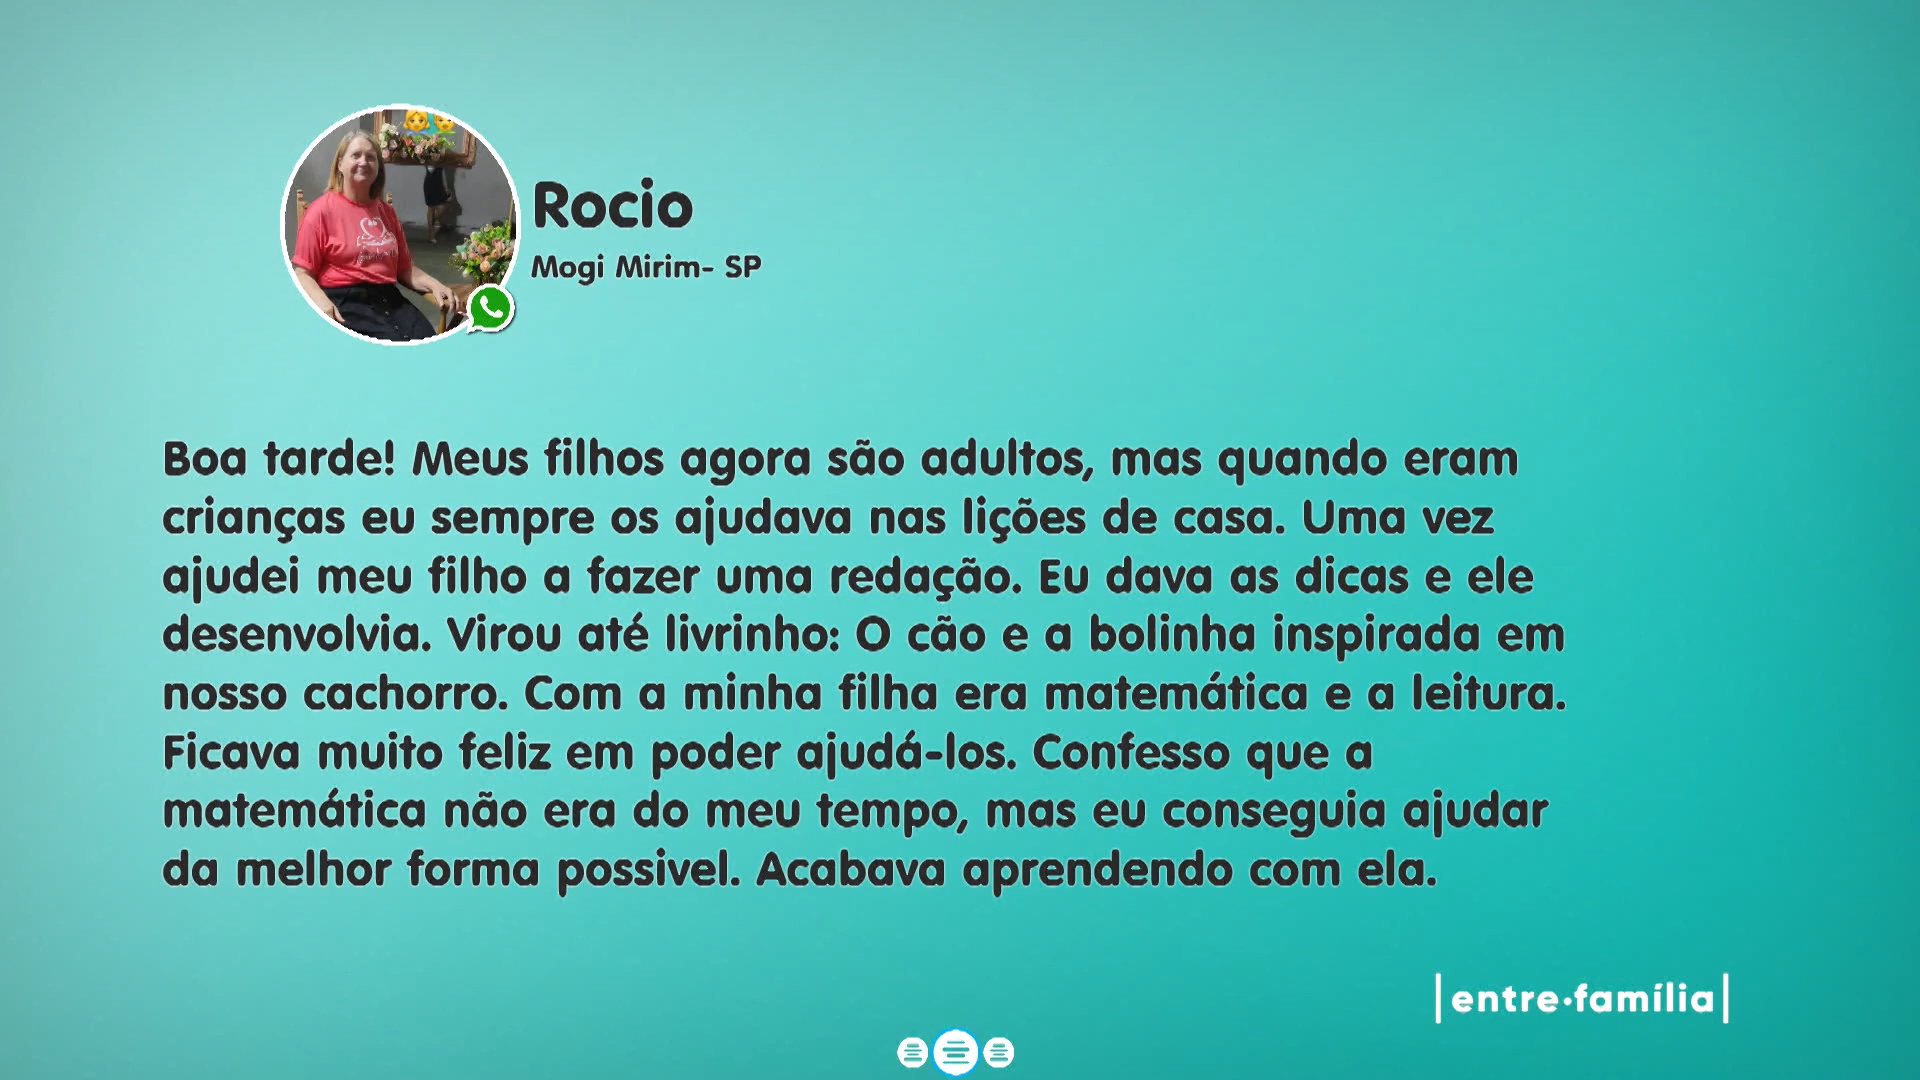 Rocio
Mogi Mirim- SP
Boa tarde! Meus filhos agora são adultos, mas quando eram
crianças eu sempre os ajudava nas lições de casa. Uma vez
ajudei meu filho a fazer uma redação. Eu dava as dicas e ele
desenvolvia. Virou até livrinho: O cão e a bolinha inspirada em
nosso cachorro. Com a minha filha era matemática e a leitura.
Ficava muito feliz em poder ajudá-los. Confesso que a
matemática não era do meu tempo, mas eu conseguia ajudar
da melhor forma possivel. Acabava aprendendo com ela.
|entre·família|